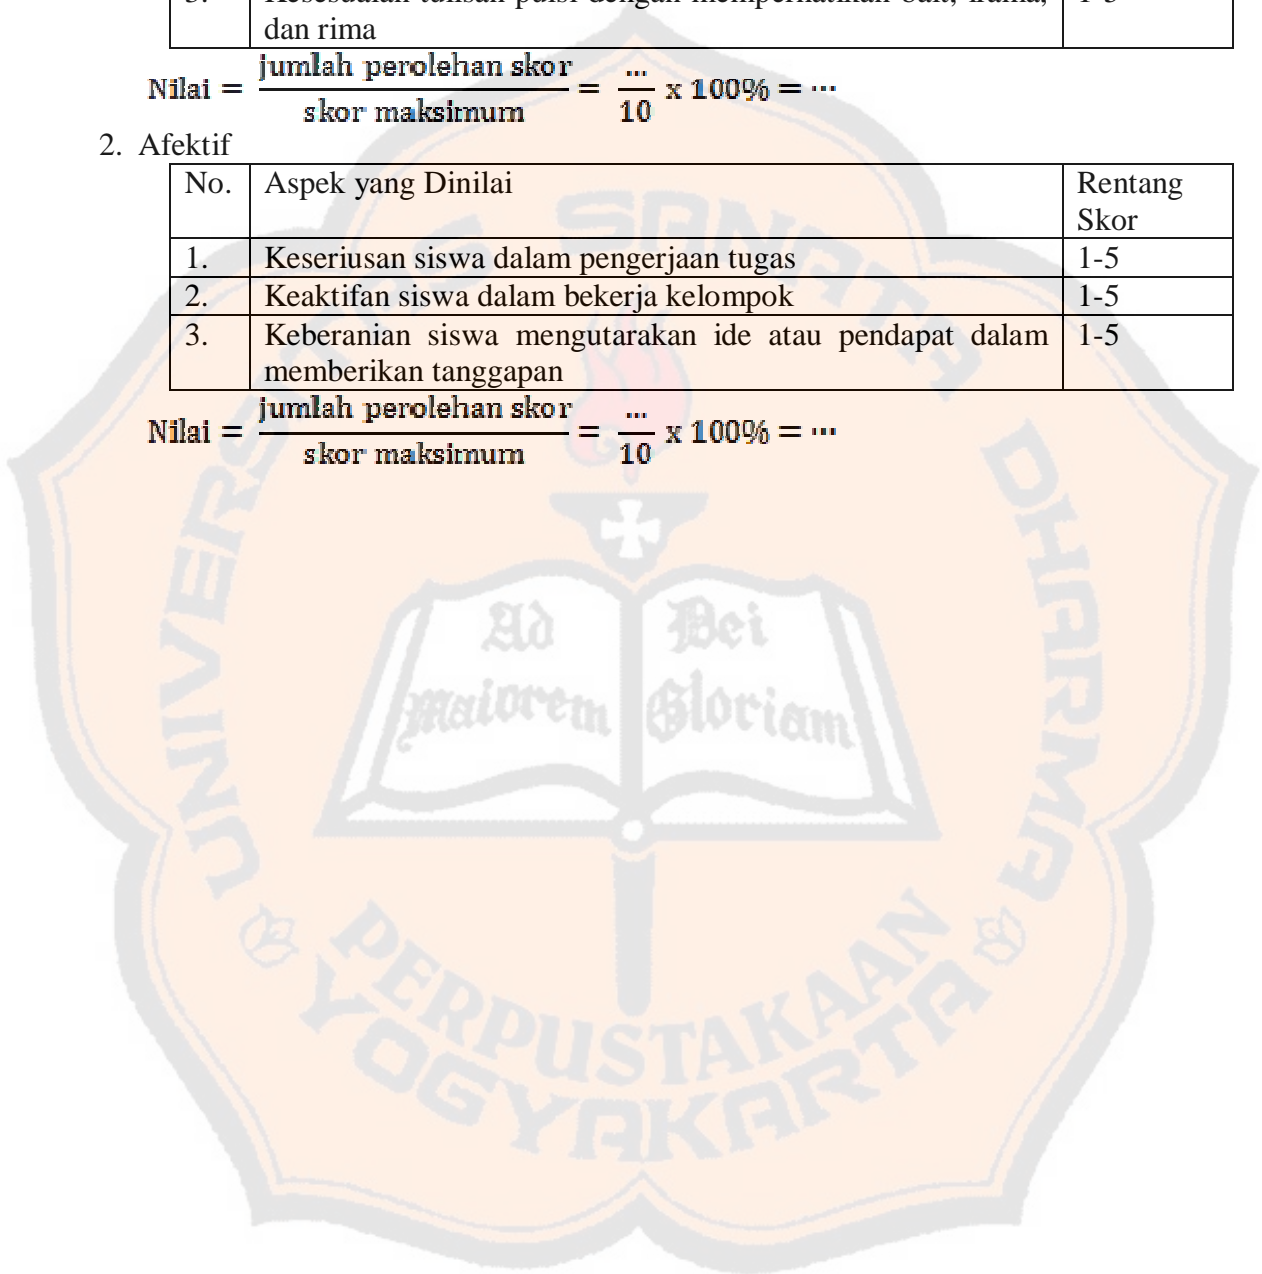 dan rima
Nilai = jumlah perolehan skor / skor maksimum = ... / 10 x 100% = ...
2. Afektif
No. Aspek yang Dinilai Rentang Skor
1. Keseriusan siswa dalam pengerjaan tugas 1-5
2. Keaktifan siswa dalam bekerja kelompok 1-5
3. Keberanian siswa mengutarakan ide atau pendapat dalam 1-5
memberikan tanggapan
Nilai = jumlah perolehan skor / skor maksimum = ... / 10 x 100% = ...
UNIVERSITAS SANATA DHARMA
Ad Dei
Maiorem Gloriam
PERPUSTAKAAN
YOGYAKARTA